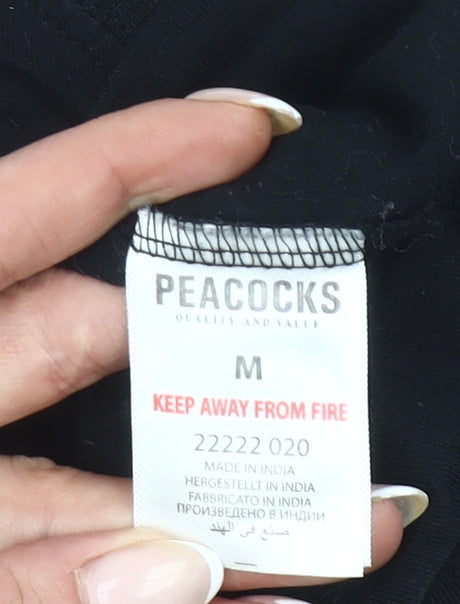 PEACOCKS
QUALITY AND VALUE
M
KEEP AWAY FROM FIRE
22222 020
MADE IN INDIA
HERGESTELLT IN INDIA
FABBRICATO IN INDIA
ПРОИЗВЕДЕНО В ИНДИИ
صنع في الهند